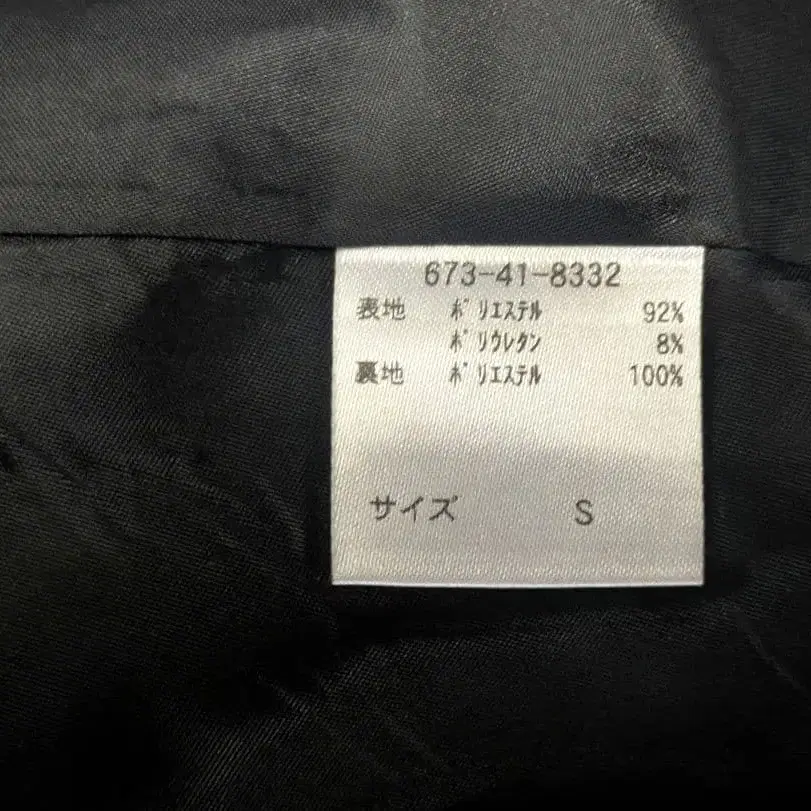 673-41-8332
表地 ﾎﾟﾘｴｽﾃﾙ 92%
ﾎﾟﾘｳﾚﾀﾝ 8%
裏地 ﾎﾟﾘｴｽﾃﾙ 100%
サイズ S